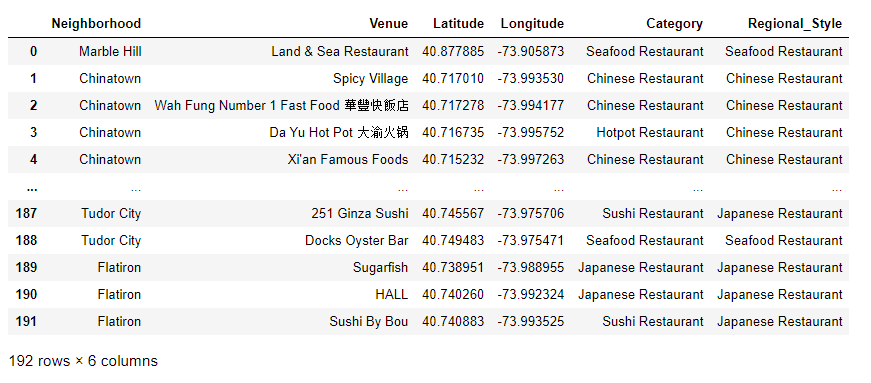 Neighborhood Venue Latitude Longitude Category Regional_Style
0 Marble Hill Land & Sea Restaurant 40.877885 -73.905873 Seafood Restaurant Seafood Restaurant
1 Chinatown Spicy Village 40.717010 -73.993530 Chinese Restaurant Chinese Restaurant
2 Chinatown Wah Fung Number 1 Fast Food 華豐快飯店 40.717278 -73.994177 Chinese Restaurant Chinese Restaurant
3 Chinatown Da Yu Hot Pot 大渝火锅 40.716735 -73.995752 Hotpot Restaurant Chinese Restaurant
4 Chinatown Xi'an Famous Foods 40.715232 -73.997263 Chinese Restaurant Chinese Restaurant
... ... ... ... ... ... ...
187 Tudor City 251 Ginza Sushi 40.745567 -73.975706 Sushi Restaurant Japanese Restaurant
188 Tudor City Docks Oyster Bar 40.749483 -73.975471 Seafood Restaurant Seafood Restaurant
189 Flatiron Sugarfish 40.738951 -73.988955 Japanese Restaurant Japanese Restaurant
190 Flatiron HALL 40.740260 -73.992324 Japanese Restaurant Japanese Restaurant
191 Flatiron Sushi By Bou 40.740883 -73.993525 Sushi Restaurant Japanese Restaurant
192 rows × 6 columns